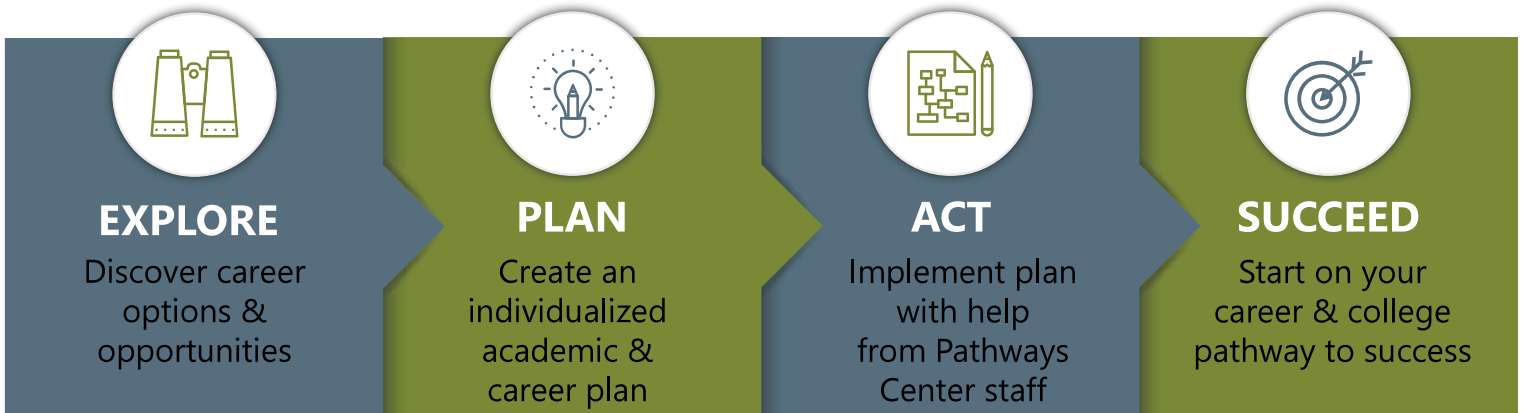 EXPLORE
Discover career
options &
opportunities
PLAN
Create an
individualized
academic &
career plan
ACT
Implement plan
with help
from Pathways
Center staff
SUCCEED
Start on your
career & college
pathway to success